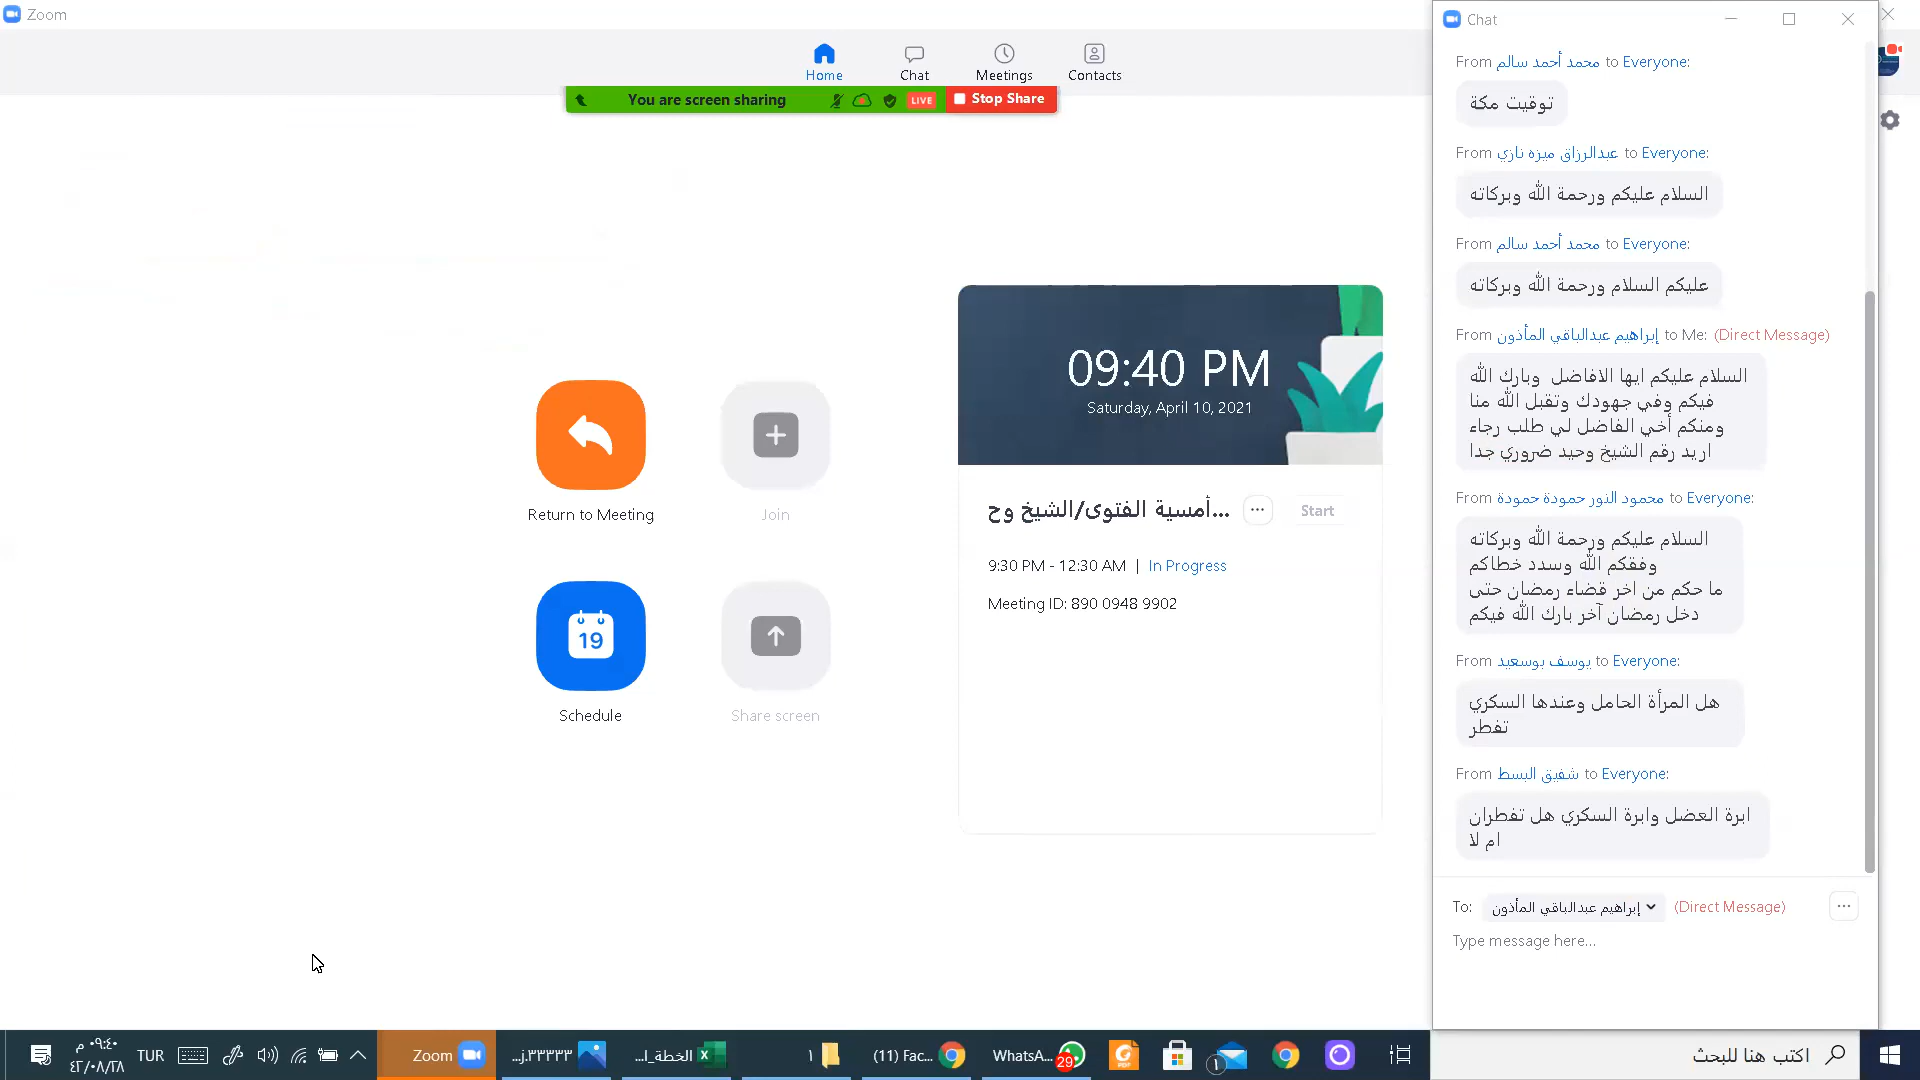 Zoom
Home
Chat
Meetings
Contacts
You are screen sharing
LIVE
Stop Share
Return to Meeting
Join
Schedule
19
Share screen
09:40 PM
Saturday, April 10, 2021
أمسية الفتوى/الشيخ وح...
Start
9:30 PM - 12:30 AM | In Progress
Meeting ID: 890 0948 9902
Chat
From محمد أحمد سالم to Everyone:
توقيت مكة
From عبدالرزاق ميزه نازي to Everyone:
السلام عليكم ورحمة الله وبركاته
From محمد أحمد سالم to Everyone:
عليكم السلام ورحمة الله وبركاته
From إبراهيم عبدالباقي المأذون to Me: (Direct Message)
السلام عليكم ايها الافاضل وبارك الله
فيكم وفي جهودك وتقبل الله منا
ومنكم أخي الفاضل لي طلب رجاء
اريد رقم الشيخ وحيد ضروري جدا
From محمود النور حمودة حمودة to Everyone:
السلام عليكم ورحمة الله وبركاته
وفقكم الله وسدد خطاكم
ما حكم من اخر قضاء رمضان حتى
دخل رمضان آخر بارك الله فيكم
From يوسف بوسعيد to Everyone:
هل المرأة الحامل وعندها السكري
تفطر
From شفيق البسط to Everyone:
ابرة العضل وابرة السكري هل تفطران
ام لا
To: إبراهيم عبدالباقي المأذون (Direct Message)
Type message here...
٠٩:٤٠ م
٤٢/٠٨/٢٨
TUR
Zoom
٣٣٣٣٣.j...
الخطة_ا...
١
(11) Fac...
WhatsA...
29
١
اكتب هنا للبحث